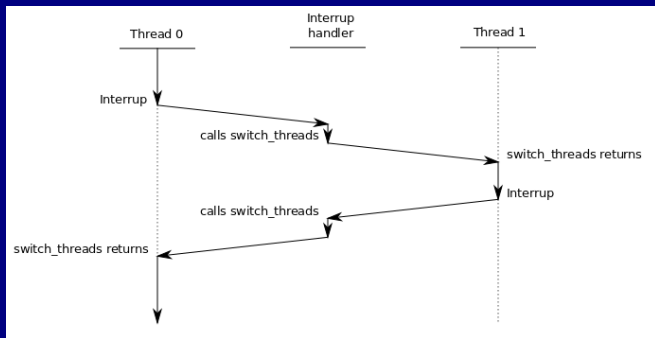 Thread 0
Interrup
handler
Thread 1
Interrup
calls switch_threads
switch_threads returns
Interrup
calls switch_threads
switch_threads returns